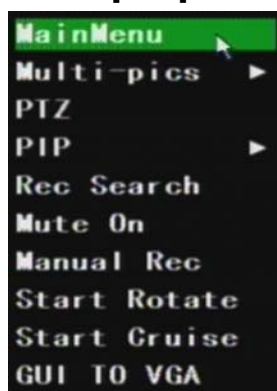 MainMenu
Multi-pics
PTZ
PIP
Rec Search
Mute On
Manual Rec
Start Rotate
Start Cruise
GUI TO VGA